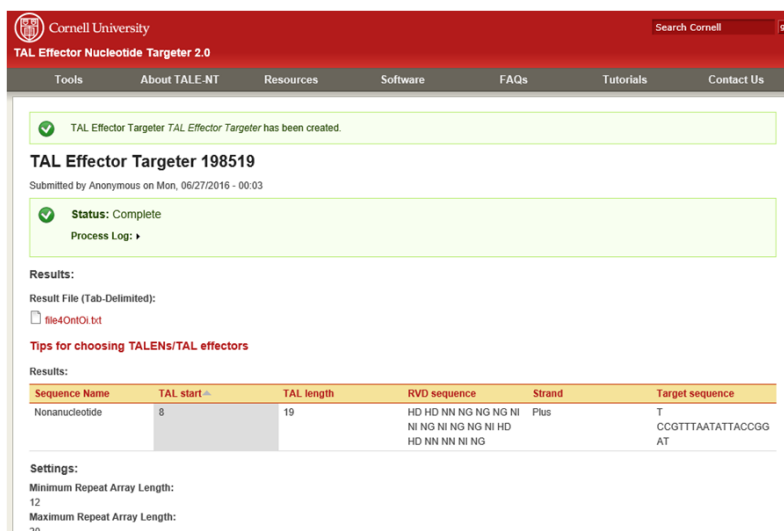 Cornell University
Search Cornell
TAL Effector Nucleotide Targeter 2.0
Tools About TALE-NT Resources Software FAQs Tutorials Contact Us
TAL Effector Targeter TAL Effector Targeter has been created.
TAL Effector Targeter 198519
Submitted by Anonymous on Mon, 06/27/2016 - 00:03
Status: Complete
Process Log:
Results:
Result File (Tab-Delimited):
file4OntOi.txt
Tips for choosing TALENs/TAL effectors
Results:
Sequence Name TAL start TAL length RVD sequence Strand Target sequence
Nonanucleotide 8 19 HD HD NN NG NG NG NI Plus T
NI NG NI NG NG NI HD CCGTTTAATATTACCGG
HD NN NN NI NG AT
Settings:
Minimum Repeat Array Length:
12
Maximum Repeat Array Length: